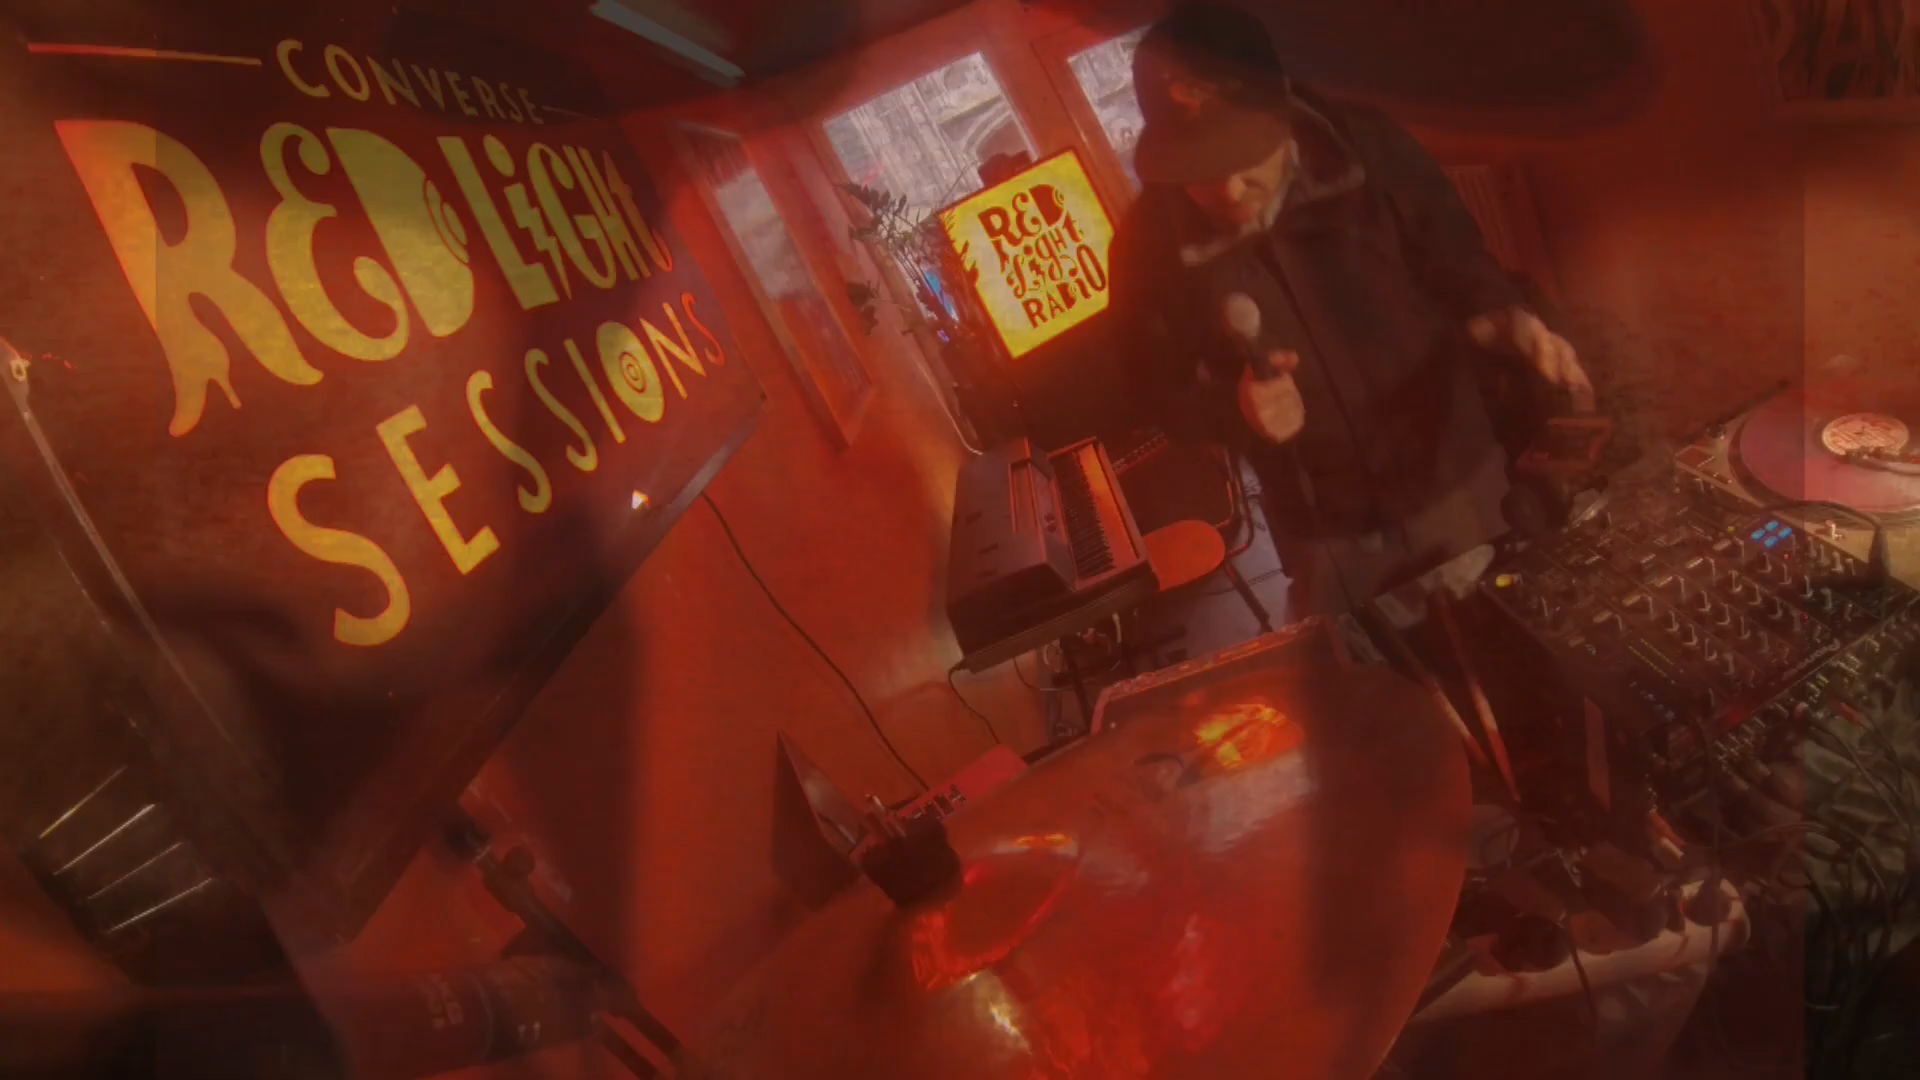 CONVERSE
RED LiGHt
SESSIONS
RED
Light
RADiO